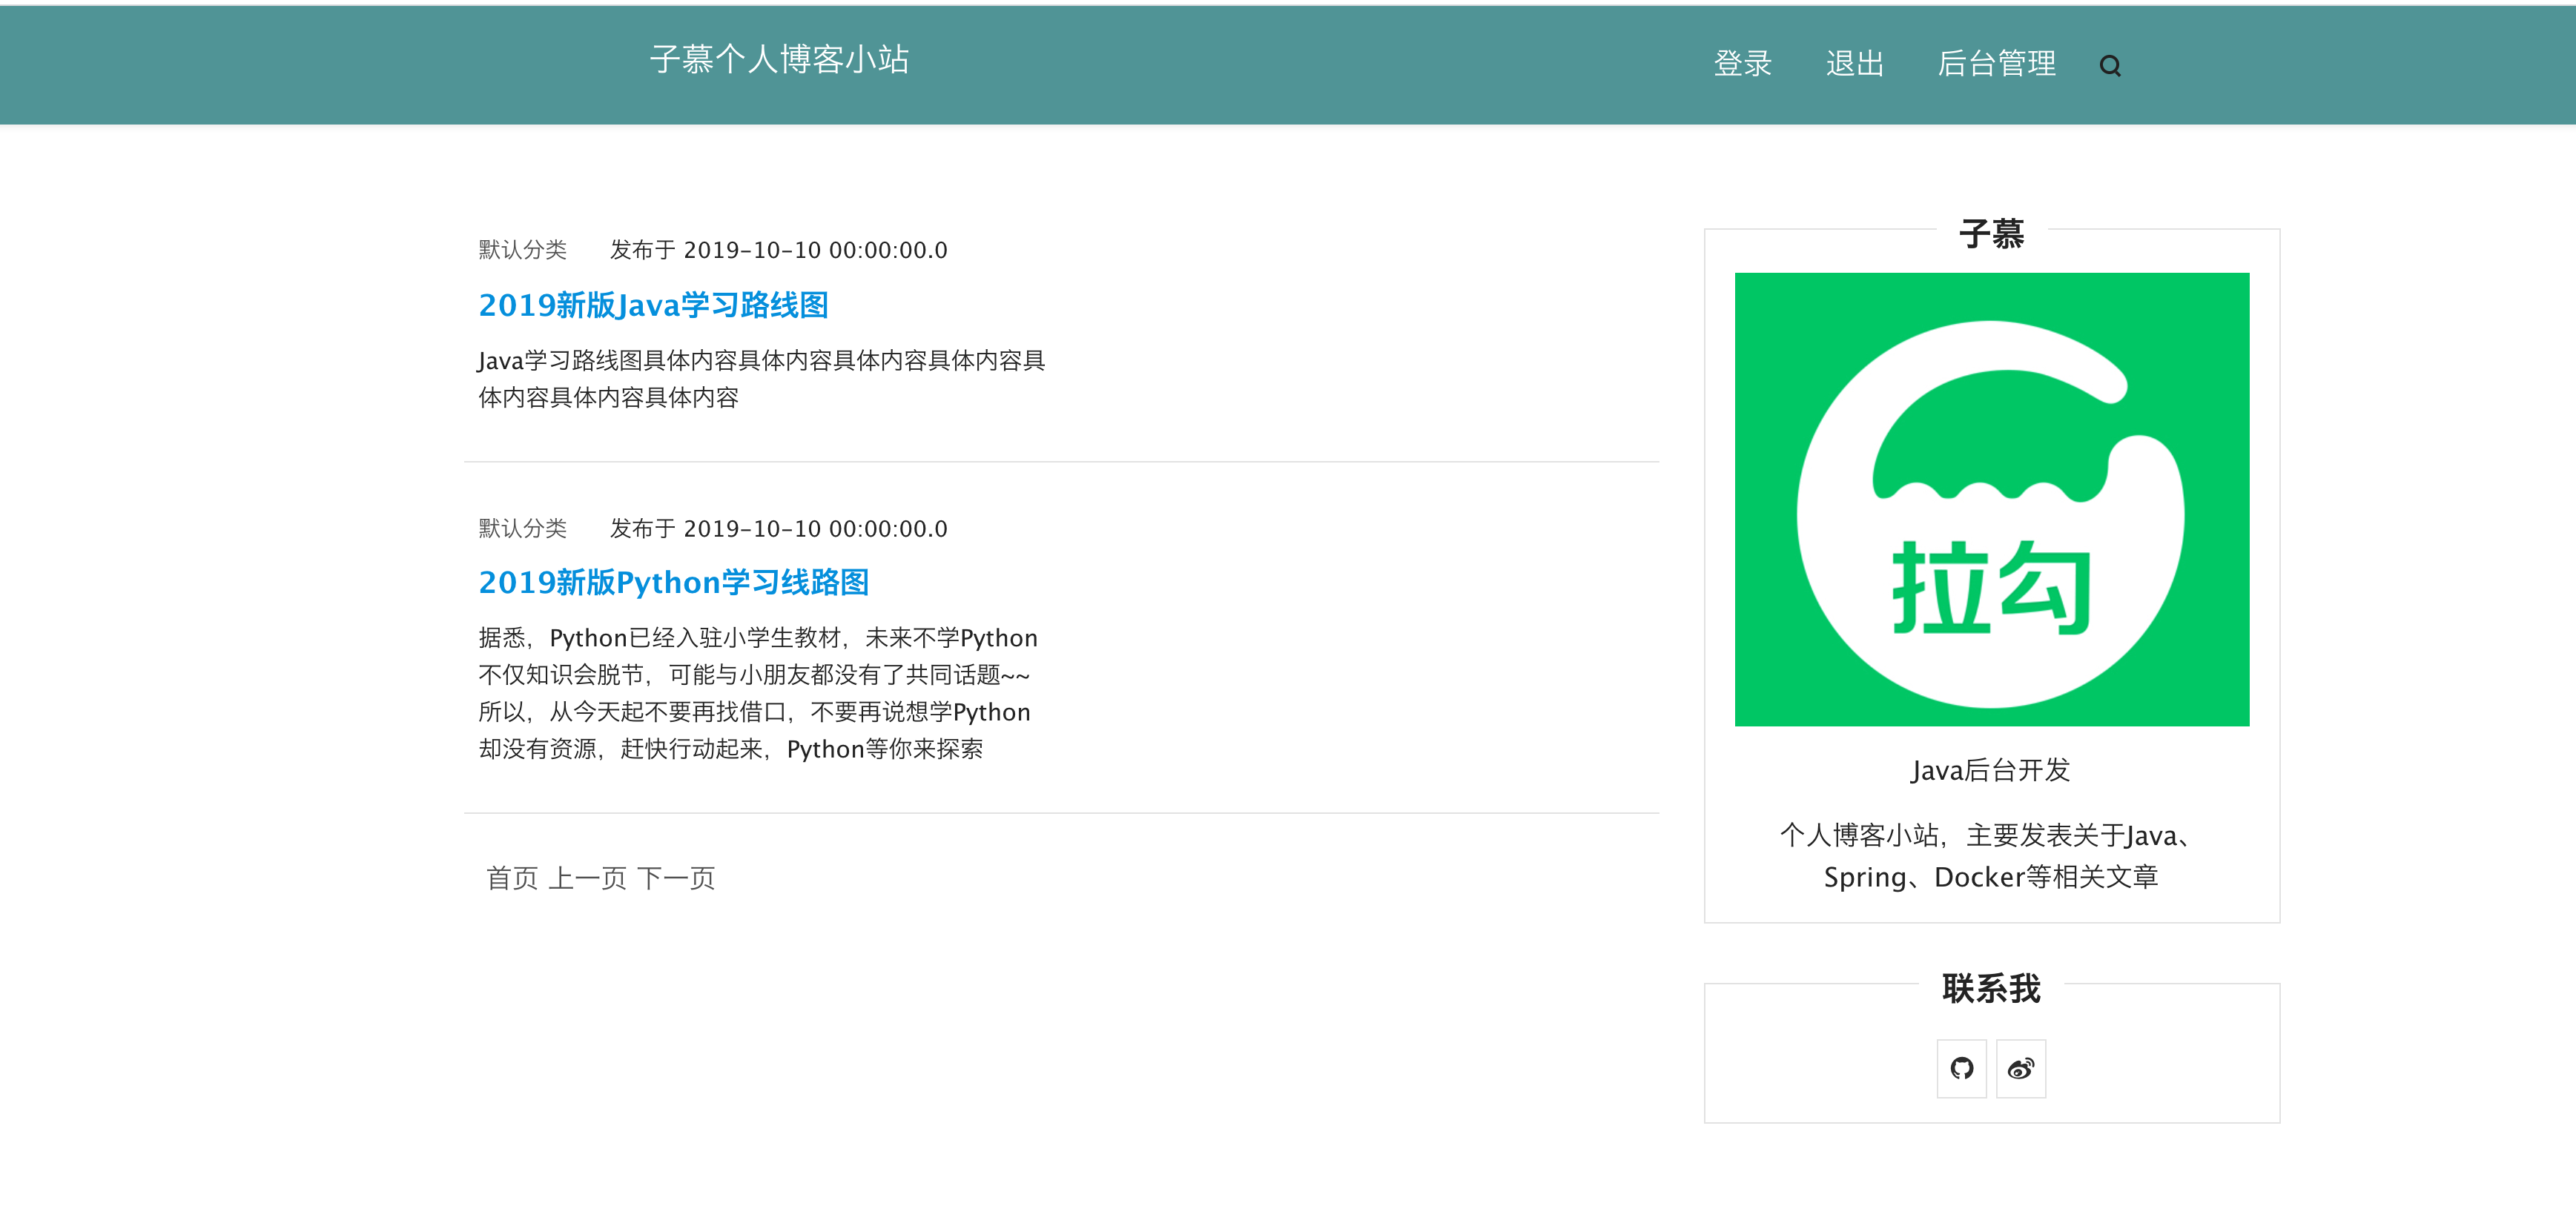 子慕个人博客小站
登录 退出 后台管理
默认分类 发布于 2019-10-10 00:00:00.0
2019新版Java学习路线图
Java学习路线图具体内容具体内容具体内容具体内容具
体内容具体内容具体内容
默认分类 发布于 2019-10-10 00:00:00.0
2019新版Python学习线路图
据悉，Python已经入驻小学生教材，未来不学Python
不仅知识会脱节，可能与小朋友都没有了共同话题~~
所以，从今天起不要再找借口，不要再说想学Python
却没有资源，赶快行动起来，Python等你来探索
首页 上一页 下一页
子慕
拉勾
Java后台开发
个人博客小站，主要发表关于Java、
Spring、Docker等相关文章
联系我